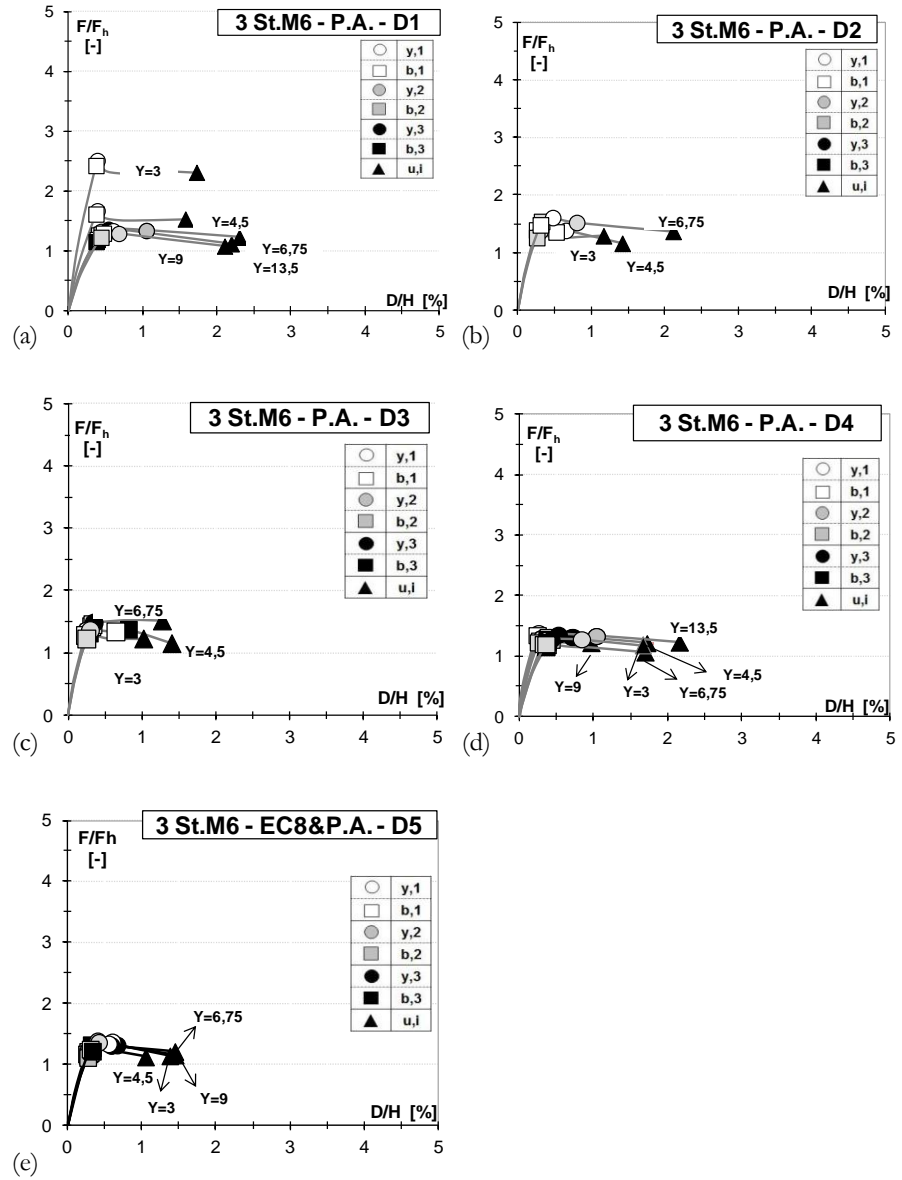 3 St.M6 - P.A. - D1
F/Fh
[-]
y,1
b,1
y,2
b,2
y,3
b,3
u,i
5
4
3
2
1
0
Y=3
Y=4,5
Y=6,75
Y=9
Y=13,5
D/H [%]
0 1 2 3 4 5
(a)
3 St.M6 - P.A. - D2
F/Fh
[-]
y,1
b,1
y,2
b,2
y,3
b,3
u,i
5
4
3
2
1
0
Y=6,75
Y=3
Y=4,5
D/H [%]
0 1 2 3 4 5
(b)
3 St.M6 - P.A. - D3
F/Fh
[-]
y,1
b,1
y,2
b,2
y,3
b,3
u,i
5
4
3
2
1
0
Y=6,75
Y=4,5
Y=3
D/H [%]
0 1 2 3 4 5
(c)
3 St.M6 - P.A. - D4
F/Fh
[-]
y,1
b,1
y,2
b,2
y,3
b,3
u,i
5
4
3
2
1
0
Y=13,5
Y=4,5
Y=9
Y=3
Y=6,75
D/H [%]
0 1 2 3 4 5
(d)
3 St.M6 - EC8&P.A. - D5
F/Fh
[-]
y,1
b,1
y,2
b,2
y,3
b,3
u,i
5
4
3
2
1
0
Y=6,75
Y=4,5
Y=9
Y=3
D/H [%]
0 1 2 3 4 5
(e)